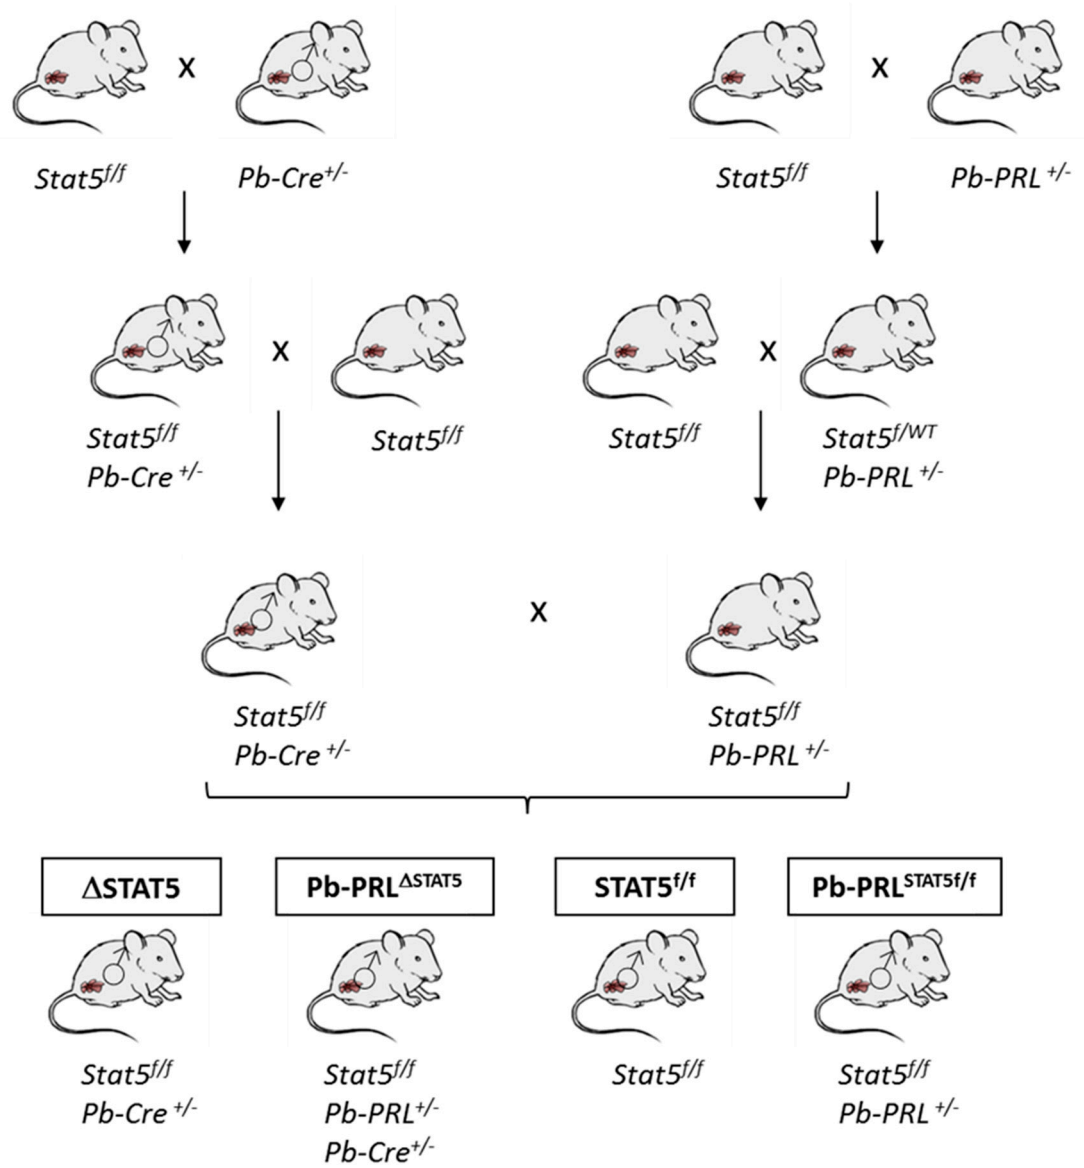 X X
Stat5f/f Pb-Cre+/- Stat5f/f Pb-PRL +/-
X X
Stat5f/f Stat5f/f Stat5f/f Stat5f/WT
Pb-Cre +/- Pb-PRL +/-
X
Stat5f/f Stat5f/f
Pb-Cre +/- Pb-PRL +/-
ΔSTAT5 Pb-PRLΔSTAT5 STAT5f/f Pb-PRLSTAT5f/f
Stat5f/f Stat5f/f Stat5f/f Stat5f/f
Pb-Cre +/- Pb-PRL+/- Pb-PRL +/-
Pb-Cre+/-